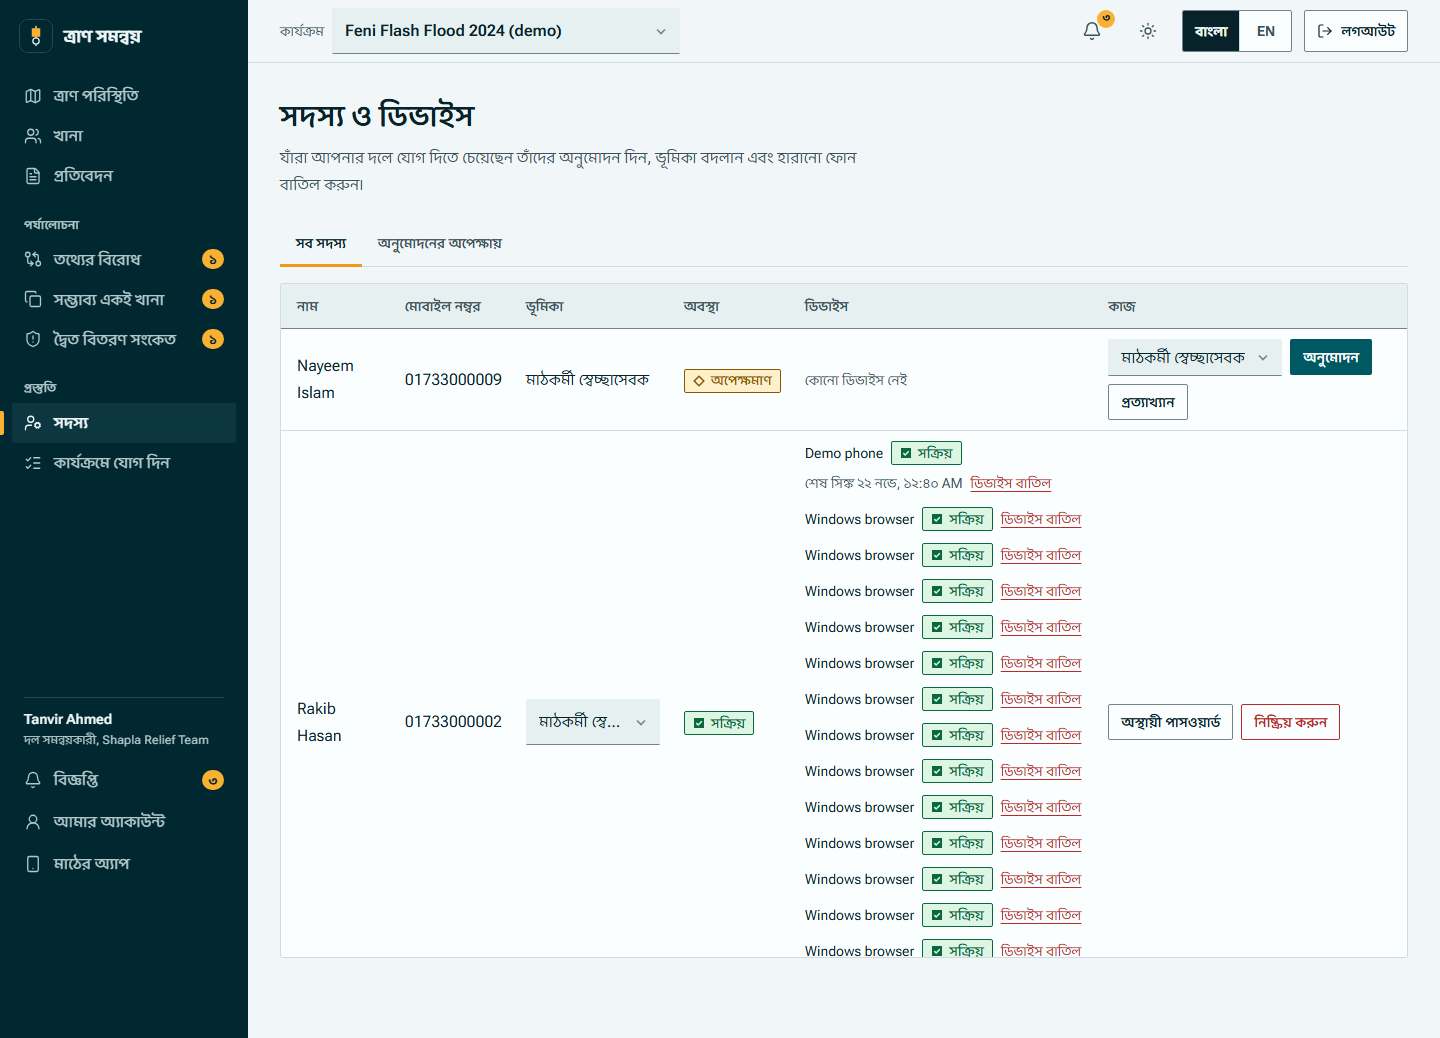 ত্রাণ সমন্বয়
ত্রাণ পরিস্থিতি
খানা
প্রতিবেদন
পর্যালোচনা
তথ্যের বিরোধ ১
সম্ভাব্য একই খানা ১
দ্বৈত বিতরণ সংকেত ১
প্রস্তুতি
সদস্য
কার্যক্রমে যোগ দিন
Tanvir Ahmed
দল সমন্বয়কারী, Shapla Relief Team
বিজ্ঞপ্তি ৩
আমার অ্যাকাউন্ট
মাঠের অ্যাপ
কার্যক্রম Feni Flash Flood 2024 (demo) ৩ বাংলা EN লগআউট
সদস্য ও ডিভাইস
যাঁরা আপনার দলে যোগ দিতে চেয়েছেন তাঁদের অনুমোদন দিন, ভূমিকা বদলান এবং হারানো ফোন
বাতিল করুন।
সব সদস্য অনুমোদনের অপেক্ষায়
নাম মোবাইল নম্বর ভূমিকা অবস্থা ডিভাইস কাজ
Nayeem
Islam
01733000009 মাঠকর্মী স্বেচ্ছাসেবক অপেক্ষমাণ কোনো ডিভাইস নেই
মাঠকর্মী স্বেচ্ছাসেবক অনুমোদন
প্রত্যাখ্যান
Rakib
Hasan
01733000002 মাঠকর্মী স্বে... সক্রিয়
Demo phone সক্রিয়
শেষ সিঙ্ক ২২ নভে, ১২:৪০ AM ডিভাইস বাতিল
Windows browser সক্রিয় ডিভাইস বাতিল
Windows browser সক্রিয় ডিভাইস বাতিল
Windows browser সক্রিয় ডিভাইস বাতিল
Windows browser সক্রিয় ডিভাইস বাতিল
Windows browser সক্রিয় ডিভাইস বাতিল
Windows browser সক্রিয় ডিভাইস বাতিল
Windows browser সক্রিয় ডিভাইস বাতিল
Windows browser সক্রিয় ডিভাইস বাতিল
Windows browser সক্রিয় ডিভাইস বাতিল
Windows browser সক্রিয় ডিভাইস বাতিল
Windows browser সক্রিয় ডিভাইস বাতিল
Windows browser সক্রিয় ডিভাইস বাতিল
Windows browser সক্রিয় ডিভাইস বাতিল
অস্থায়ী পাসওয়ার্ড নিষ্ক্রিয় করুন